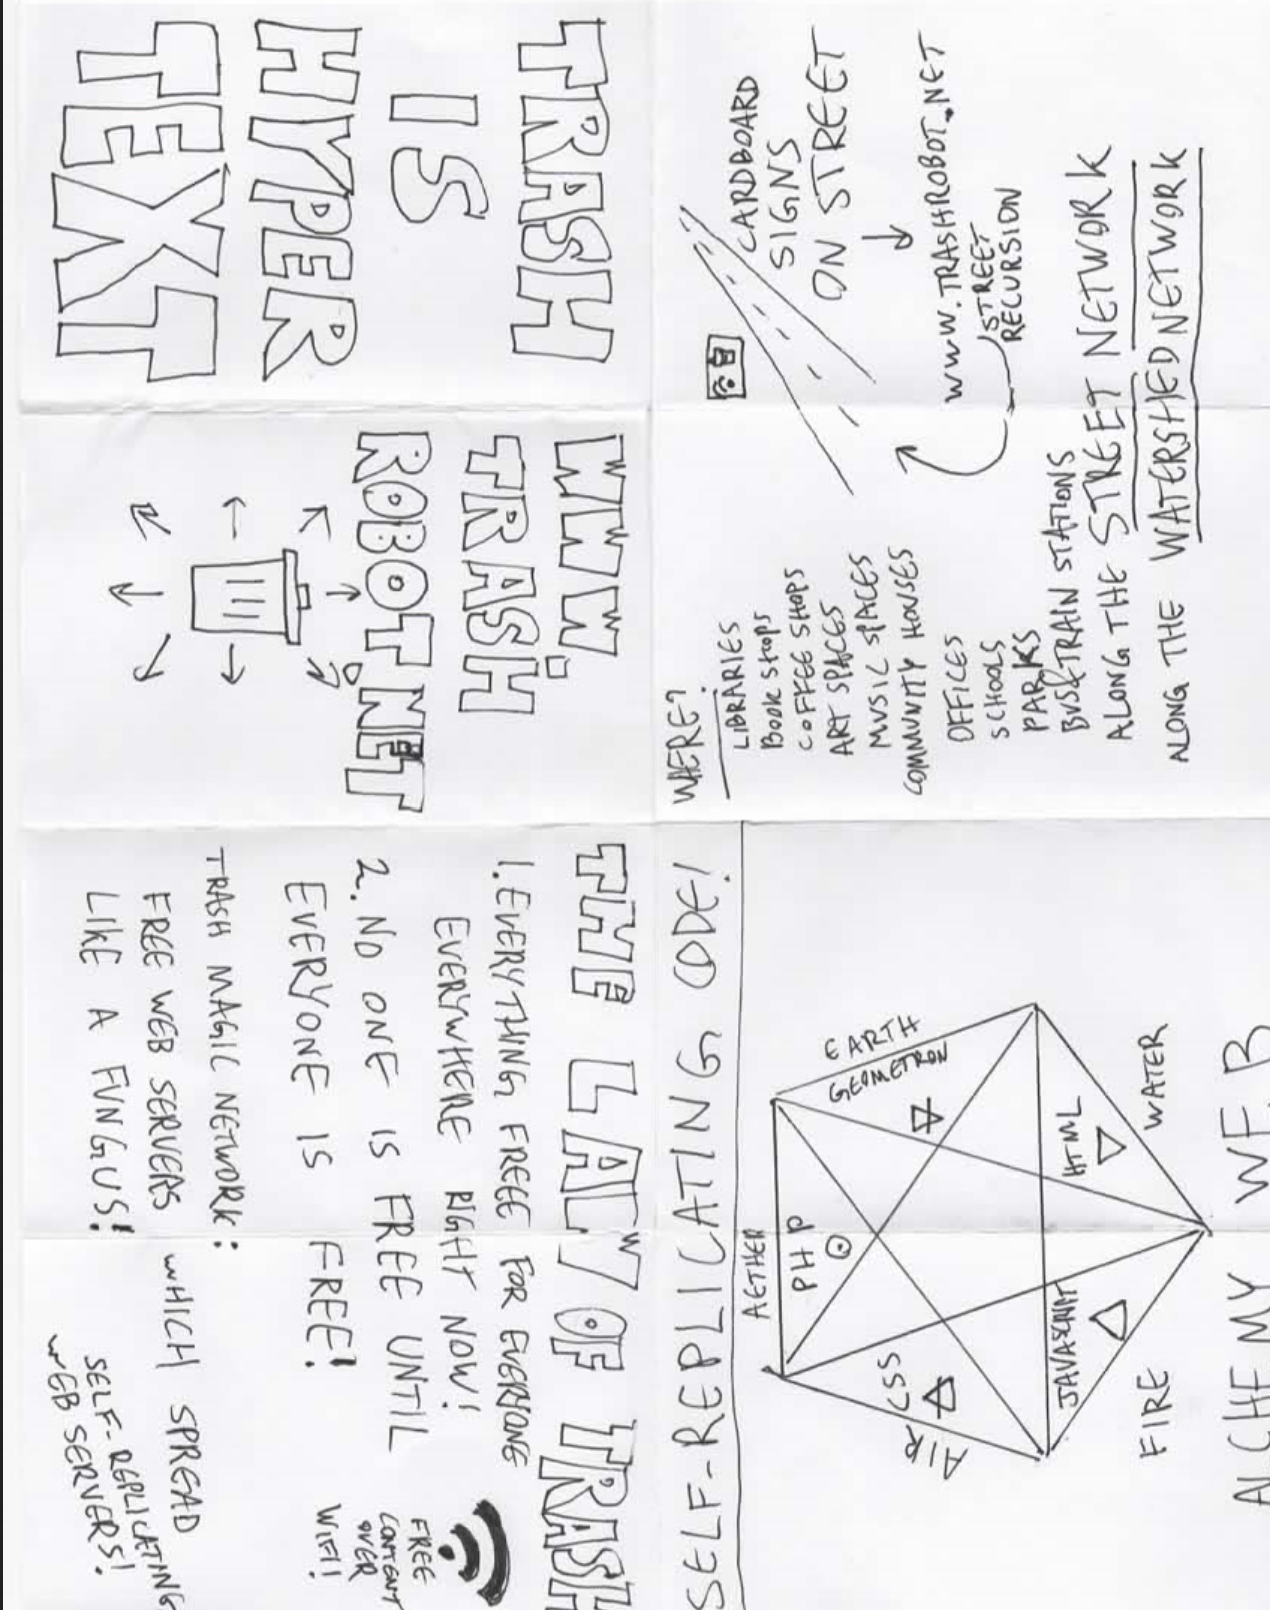 TRASH
IS
HYPER
TEXT
WWW.
TRASH
ROBOT.NET
THE LAW OF TRASH
1. EVERYTHING FREE FOR EVERYONE
EVERYWHERE RIGHT NOW!
2. NO ONE IS FREE UNTIL
EVERYONE IS FREE!
TRASH MAGIC NETWORK:
FREE WEB SERVERS WHICH SPREAD
LIKE A FUNGUS!
FREE
CONTENT
OVER
WIFI!
SELF-REPLICATING
WEB SERVERS!
CARDBOARD
SIGNS
ON STREET
WWW.TRASHROBOT.NET
STREET
RECURSION
WHERE?
LIBRARIES
BOOK SHOPS
COFFEE SHOPS
ART SPACES
MUSIC SPACES
COMMUNITY HOUSES
OFFICES
SCHOOLS
PARKS
BUS&TRAIN STATIONS
ALONG THE STREET NETWORK
ALONG THE WATERSHED NETWORK
SELF-REPLICATING CODE!
AETHER
PHP
EARTH
GEOMETRON
AIR
CSS
HTML
WATER
JAVASCRIPT
FIRE
ALCHEMY WEB